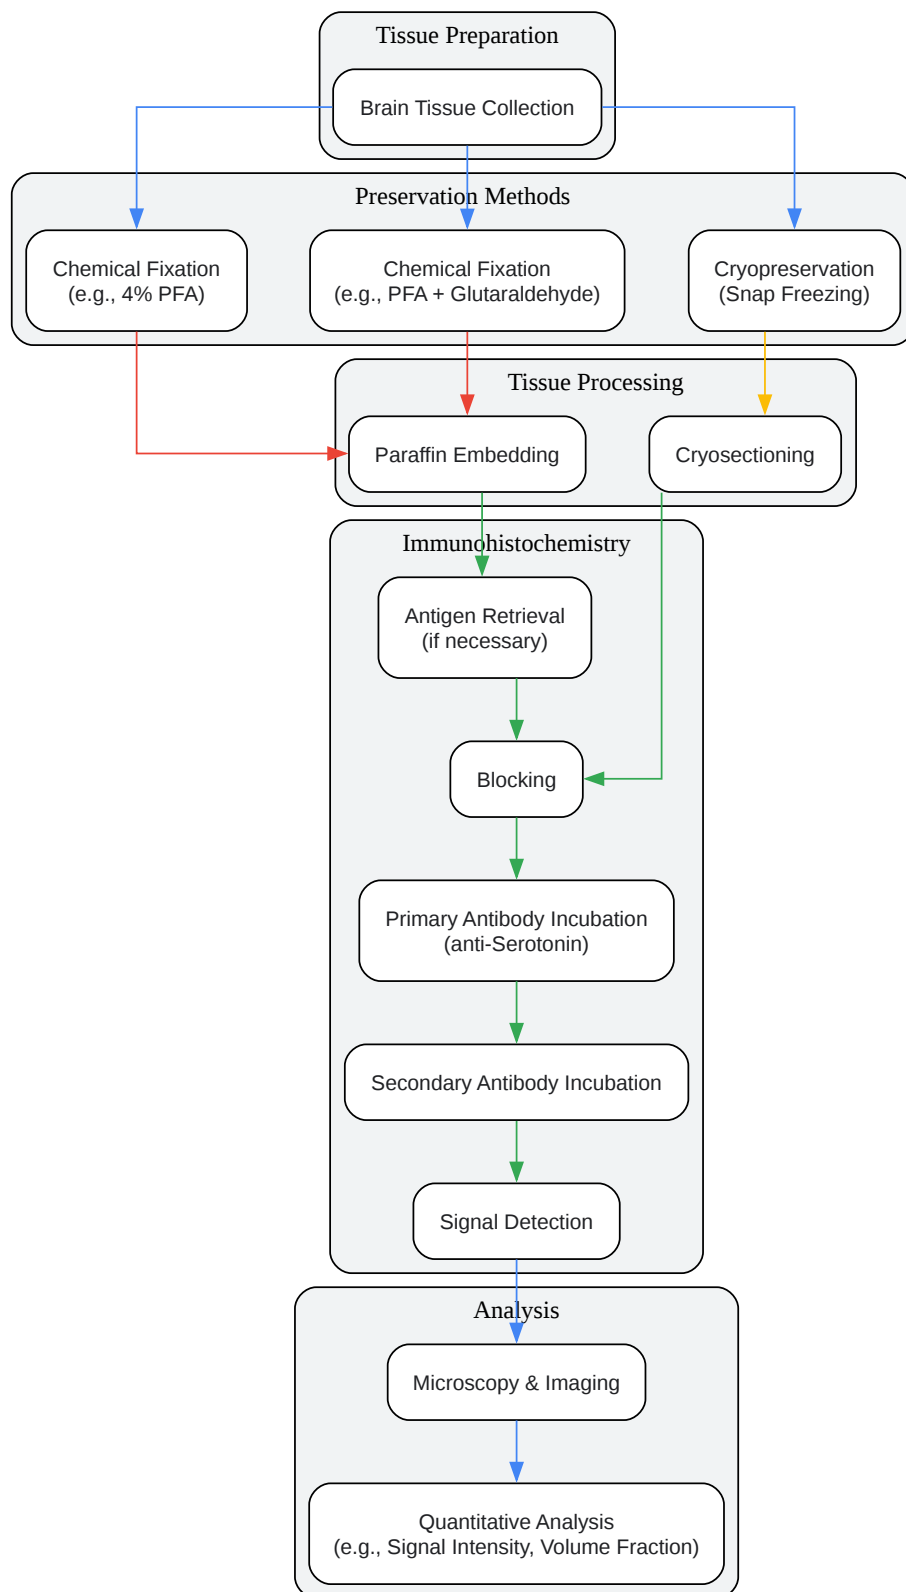 Tissue Preparation
Brain Tissue Collection
Preservation Methods
Chemical Fixation
(e.g., 4% PFA)
Chemical Fixation
(e.g., PFA + Glutaraldehyde)
Cryopreservation
(Snap Freezing)
Tissue Processing
Paraffin Embedding
Cryosectioning
Immunohistochemistry
Antigen Retrieval
(if necessary)
Blocking
Primary Antibody Incubation
(anti-Serotonin)
Secondary Antibody Incubation
Signal Detection
Analysis
Microscopy & Imaging
Quantitative Analysis
(e.g., Signal Intensity, Volume Fraction)